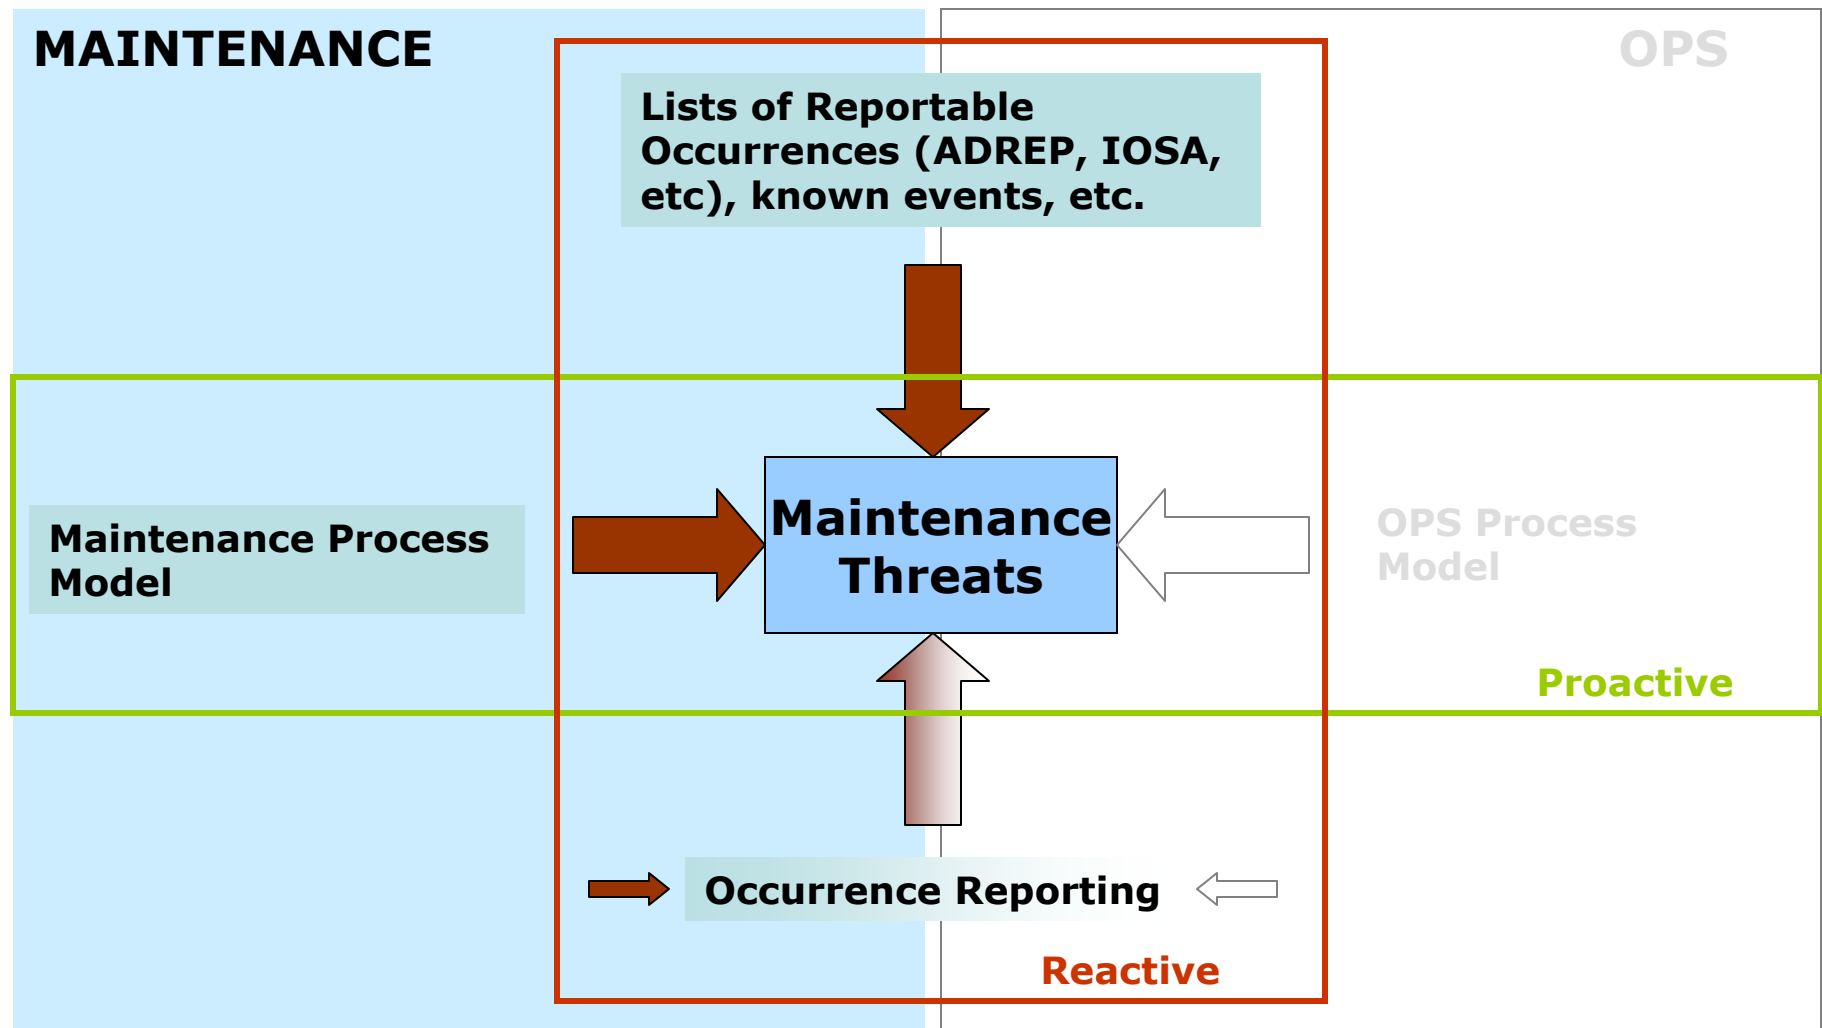 MAINTENANCE
OPS
Lists of Reportable
Occurrences (ADREP, IOSA,
etc), known events, etc.
Maintenance Process
Model
Maintenance
Threats
OPS Process
Model
Proactive
Occurrence Reporting
Reactive